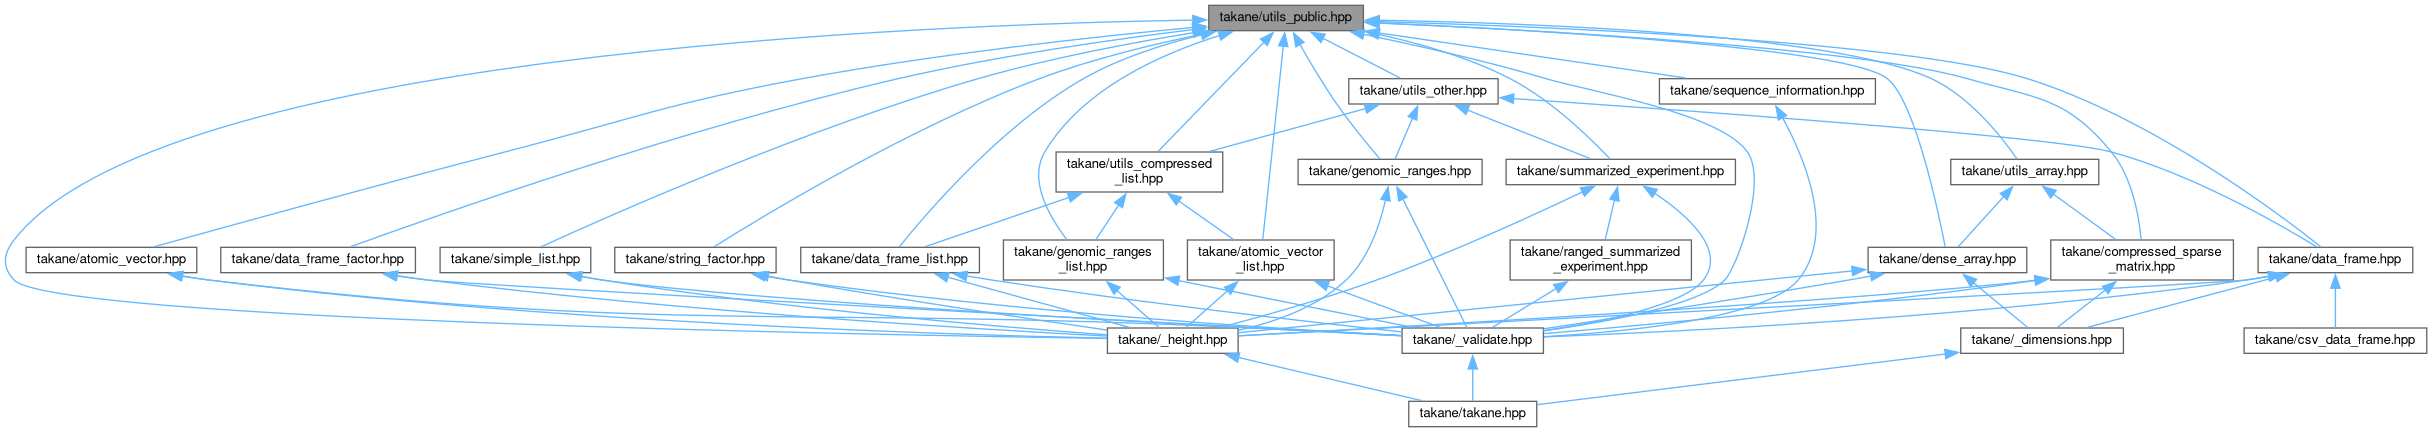 takane/utils_public.hpp
takane/utils_other.hpp
takane/sequence_information.hpp
takane/utils_compressed
_list.hpp
takane/genomic_ranges.hpp
takane/summarized_experiment.hpp
takane/utils_array.hpp
takane/atomic_vector.hpp
takane/data_frame_factor.hpp
takane/simple_list.hpp
takane/string_factor.hpp
takane/data_frame_list.hpp
takane/genomic_ranges
_list.hpp
takane/atomic_vector
_list.hpp
takane/ranged_summarized
_experiment.hpp
takane/dense_array.hpp
takane/compressed_sparse
_matrix.hpp
takane/data_frame.hpp
takane/_height.hpp
takane/_validate.hpp
takane/_dimensions.hpp
takane/csv_data_frame.hpp
takane/takane.hpp